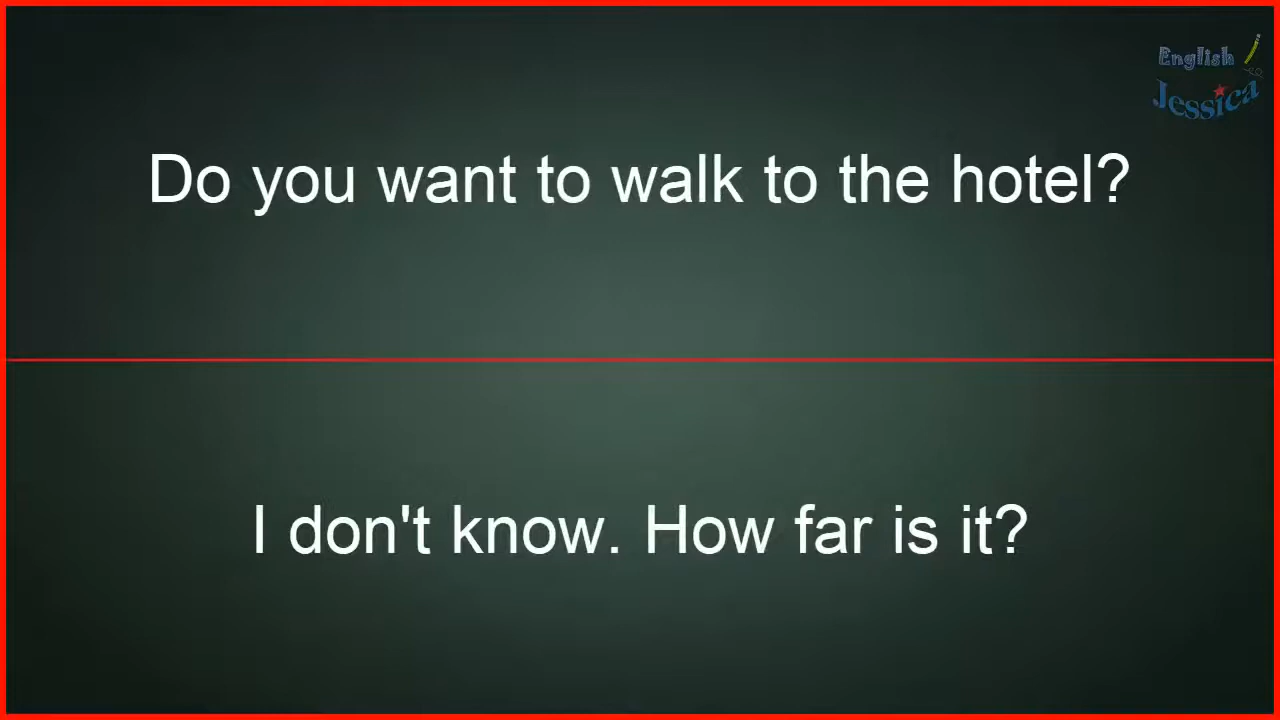 English
Jessica
Do you want to walk to the hotel?
I don't know. How far is it?